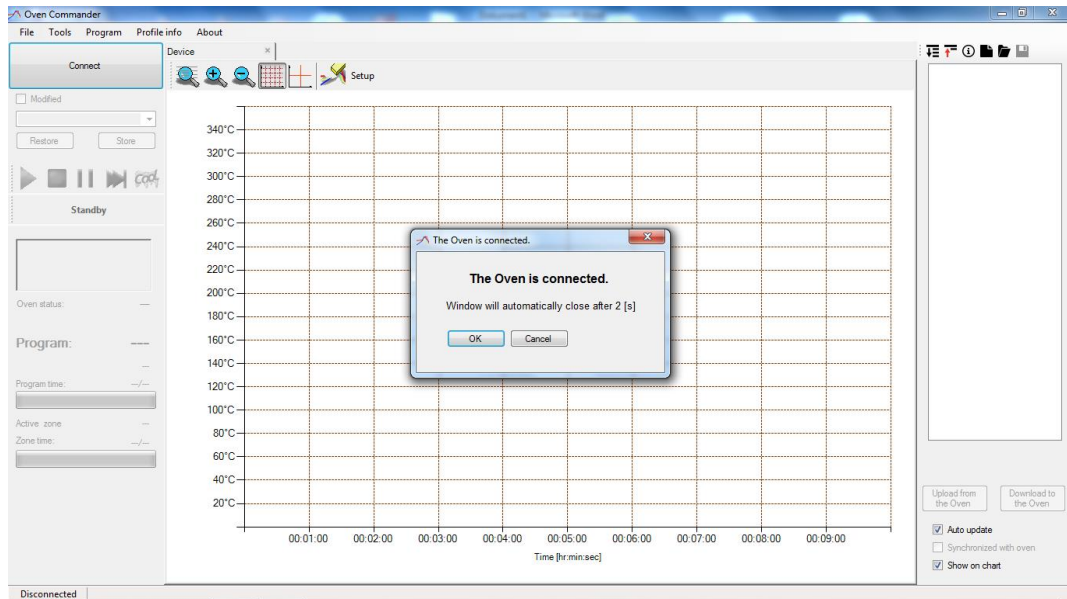 Oven Commander
File Tools Program Profile info About
Connect
Modified
Restore Store
cool
Standby
Oven status: ---
Program: ---
---
Program time: ---/---
Active zone ---
Zone time: ---/---
Device
Setup
340°C
320°C
300°C
280°C
260°C
240°C
220°C
200°C
180°C
160°C
140°C
120°C
100°C
80°C
60°C
40°C
20°C
00:01:00 00:02:00 00:03:00 00:04:00 00:05:00 00:06:00 00:07:00 00:08:00 00:09:00
Time [hr:min:sec]
The Oven is connected.
The Oven is connected.
Window will automatically close after 2 [s]
OK Cancel
Upload from
the Oven
Download to
the Oven
Auto update
Synchronized with oven
Show on chart
Disconnected